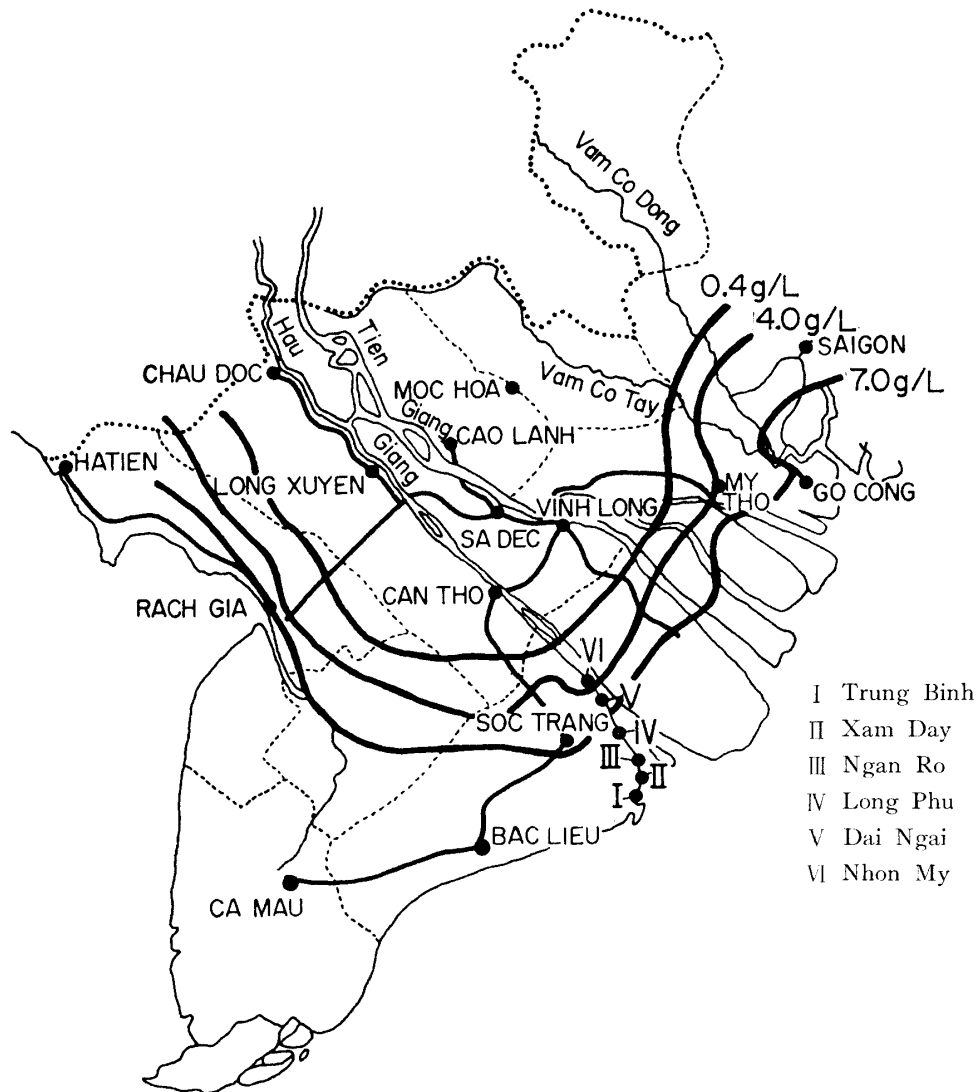 Vam Co Dong
0.4g/L
4.0g/L
SAIGON
7.0g/L
Hau
Tien
CHAU DOC
MOC HOA
Vam Co Tay
Giang
Giang
CAO LANH
HATIEN
LONG XUYEN
VINH LONG
MY
THO
GO CONG
SA DEC
RACH GIA
CAN THO
VI
V
SOC TRANG
IV
III
II
I
BAC LIEU
CA MAU
I Trung Binh
II Xam Day
III Ngan Ro
IV Long Phu
V Dai Ngai
VI Nhon My